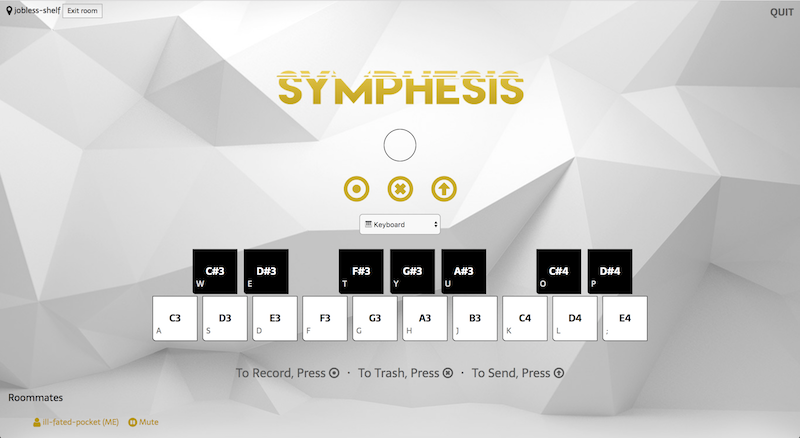 jobless-shelf Exit room
QUIT
SYMPHESIS
Keyboard
C#3 D#3 F#3 G#3 A#3 C#4 D#4
W E T Y U O P
C3 D3 E3 F3 G3 A3 B3 C4 D4 E4
A S D F G H J K L ;
To Record, Press · To Trash, Press · To Send, Press
Roommates
ill-fated-pocket (ME) Mute